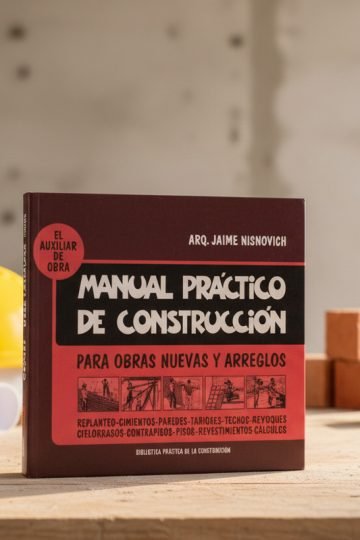 ARQ. JAIME NISNOVICH
EL
AUXILIAR
DE
OBRA
MANUAL PRÁCTICO
DE CONSTRUCCIÓN
PARA OBRAS NUEVAS Y ARREGLOS
REPLANTEO-CIMIENTOS-PAREDES-TABIQUES-TECHOS-REVOQUES
CIELORRASOS-CONTRAPISOS-PISOS-REVESTIMIENTOS CÁLCULOS
BIBLIOTECA PRÁCTICA DE LA CONSTRUCCIÓN